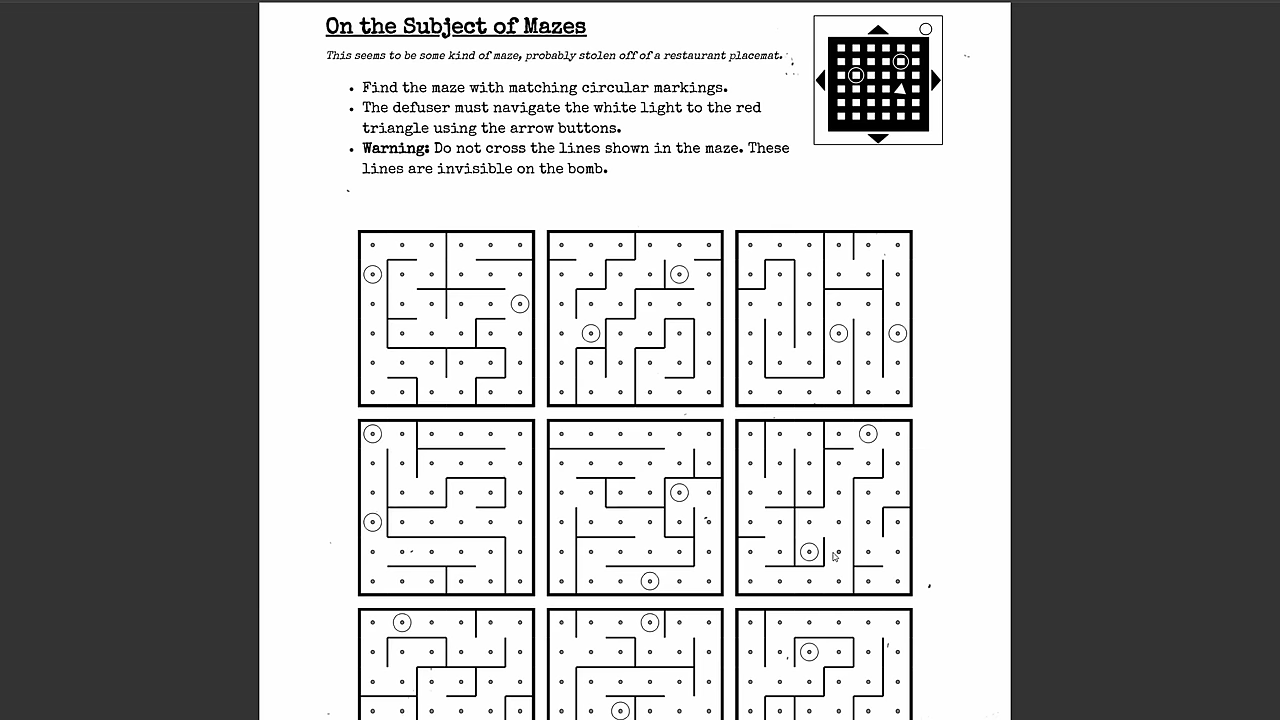 On the Subject of Mazes
This seems to be some kind of maze, probably stolen off of a restaurant placemat.
• Find the maze with matching circular markings.
• The defuser must navigate the white light to the red
triangle using the arrow buttons.
• Warning: Do not cross the lines shown in the maze. These
lines are invisible on the bomb.